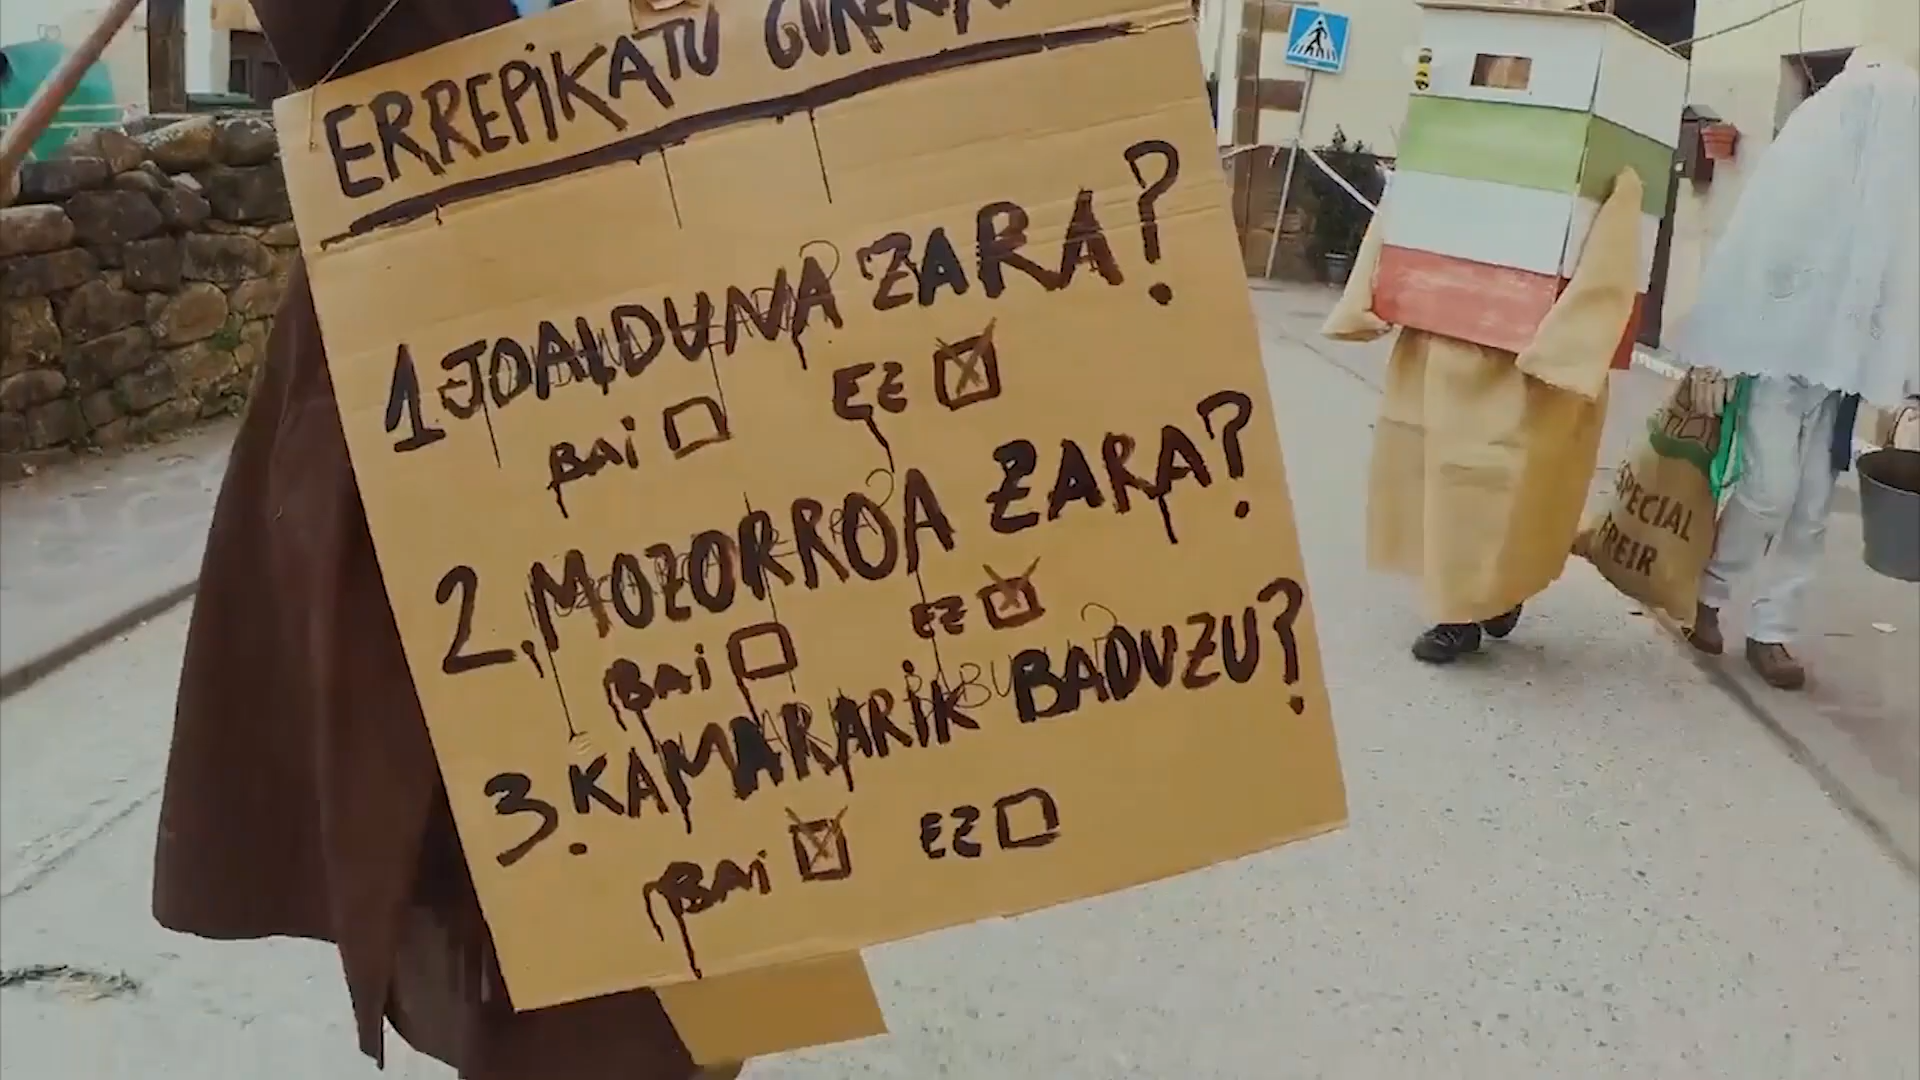 ERREPIKATU
1. JOALDUNA ZARA?
BAI EZ
2. MOZORROA ZARA?
BAI EZ
3. KAMARARIK BADUZU?
BAI EZ
SPECIAL
FREIR